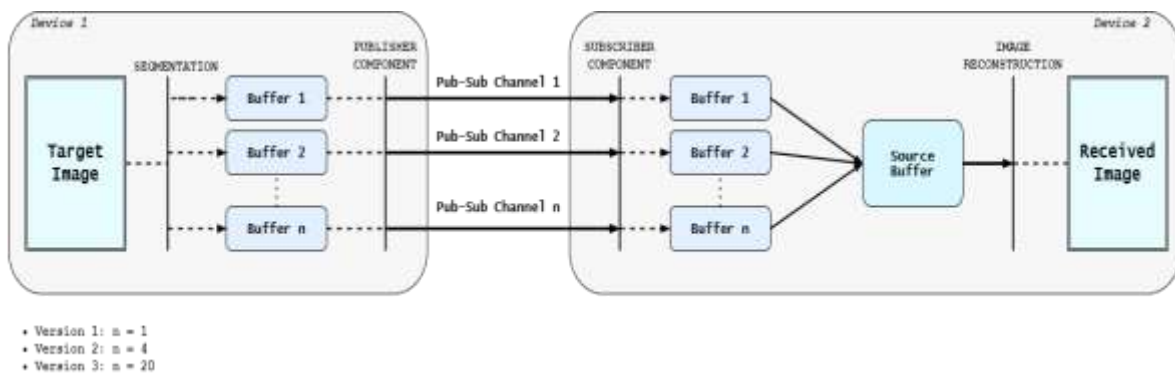 Device 1
Device 2
PUBLISHER
COMPONENT
SEGMENTATION
SUBSCRIBER
COMPONENT
IMAGE
RECONSTRUCTION
Target
Image
Buffer 1
Buffer 2
Buffer n
Pub-Sub Channel 1
Pub-Sub Channel 2
Pub-Sub Channel n
Buffer 1
Buffer 2
Buffer n
Source
Buffer
Received
Image
• Version 1: n = 1
• Version 2: n = 4
• Version 3: n = 20